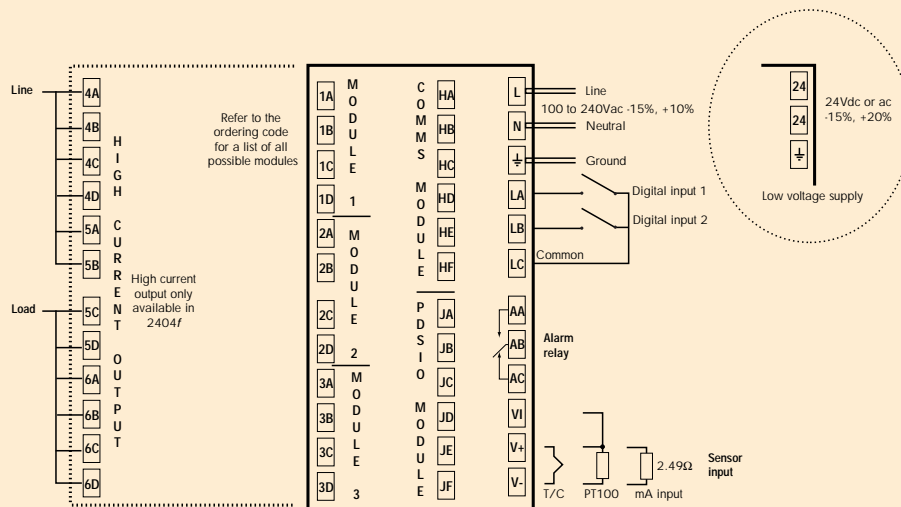 Line
Load
4A
4B
4C
4D
5A
5B
5C
5D
6A
6B
6C
6D
HIGH CURRENT OUTPUT
High current
output only
available in
2404f
Refer to the
ordering code
for a list of all
possible modules
1A
1B
1C
1D
MODULE 1
2A
2B
2C
2D
MODULE 2
3A
3B
3C
3D
MODULE 3
COMMS MODULE
HA
HB
HC
HD
HE
HF
PDSIO MODULE
JA
JB
JC
JD
JE
JF
L
N
LA
LB
LC
AA
AB
AC
VI
V+
V-
Line
100 to 240Vac -15%, +10%
Neutral
Ground
Digital input 1
Digital input 2
Common
Alarm
relay
2.49Ω
Sensor
input
T/C
PT100
mA input
24
24
24Vdc or ac
-15%, +20%
Low voltage supply